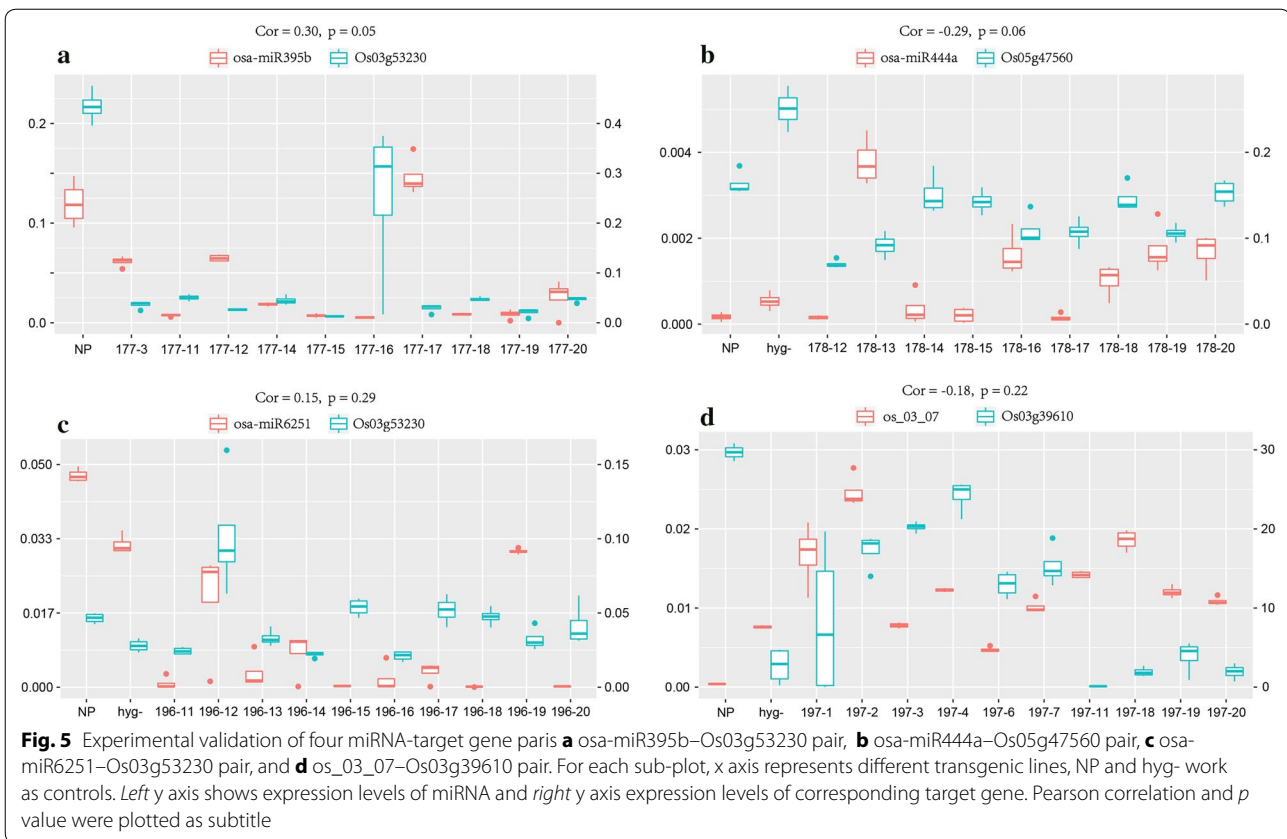 Cor = 0.30, p = 0.05
a
osa-miR395b Os03g53230
0.2
0.1
0.0
0.4
0.3
0.2
0.1
0.0
NP 177-3 177-11 177-12 177-14 177-15 177-16 177-17 177-18 177-19 177-20
Cor = -0.29, p = 0.06
b
osa-miR444a Os05g47560
0.004
0.002
0.000
0.2
0.1
0.0
NP hyg- 178-12 178-13 178-14 178-15 178-16 178-17 178-18 178-19 178-20
Cor = 0.15, p = 0.29
c
osa-miR6251 Os03g53230
0.050
0.033
0.017
0.000
0.15
0.10
0.05
0.00
NP hyg- 196-11 196-12 196-13 196-14 196-15 196-16 196-17 196-18 196-19 196-20
Cor = -0.18, p = 0.22
d
os_03_07 Os03g39610
0.03
0.02
0.01
0.00
30
20
10
0
NP hyg- 197-1 197-2 197-3 197-4 197-6 197-7 197-11 197-18 197-19 197-20
Fig. 5 Experimental validation of four miRNA-target gene paris a osa-miR395b–Os03g53230 pair, b osa-miR444a–Os05g47560 pair, c osa-
miR6251–Os03g53230 pair, and d os_03_07–Os03g39610 pair. For each sub-plot, x axis represents different transgenic lines, NP and hyg- work
as controls. Left y axis shows expression levels of miRNA and right y axis expression levels of corresponding target gene. Pearson correlation and p
value were plotted as subtitle